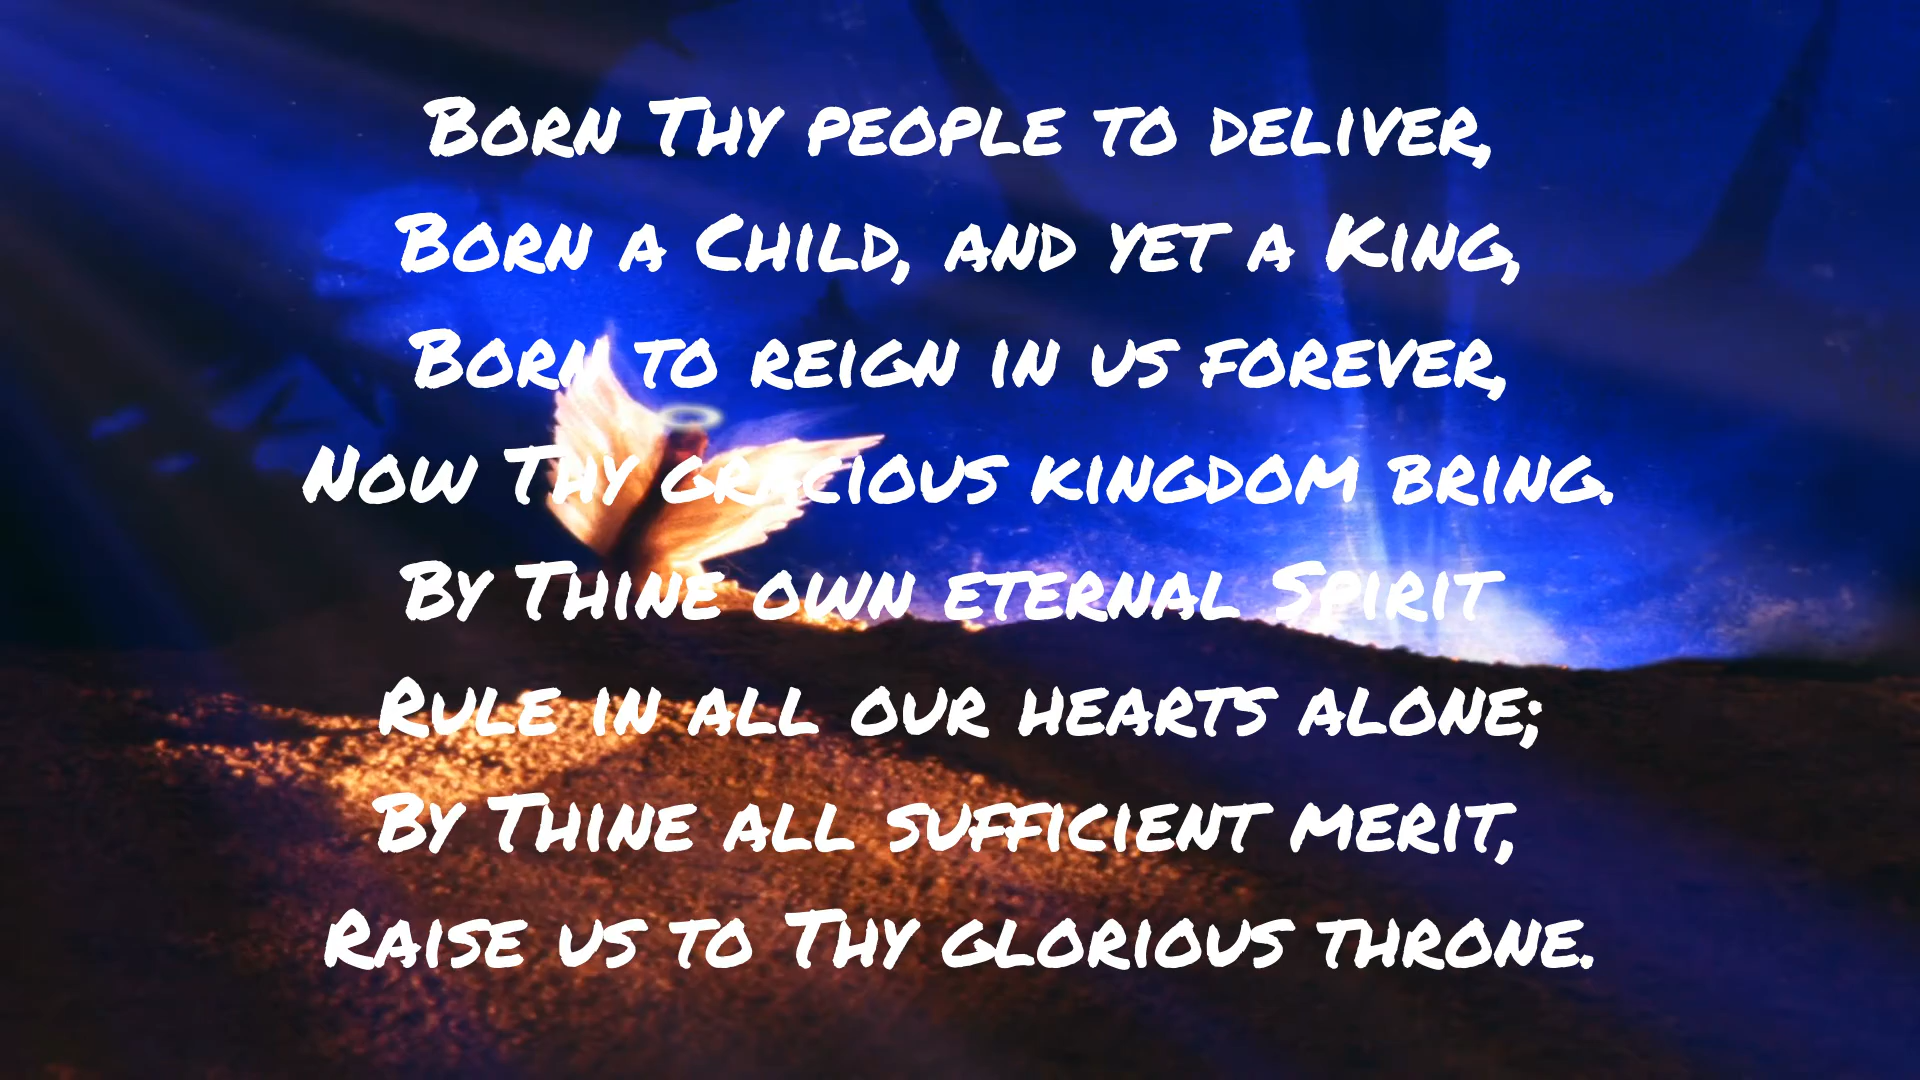 Born Thy people to deliver,
Born a Child, and yet a King,
Born to reign in us forever,
Now Thy gracious kingdom bring.
By Thine own eternal Spirit
Rule in all our hearts alone;
By Thine all sufficient merit,
Raise us to Thy glorious throne.